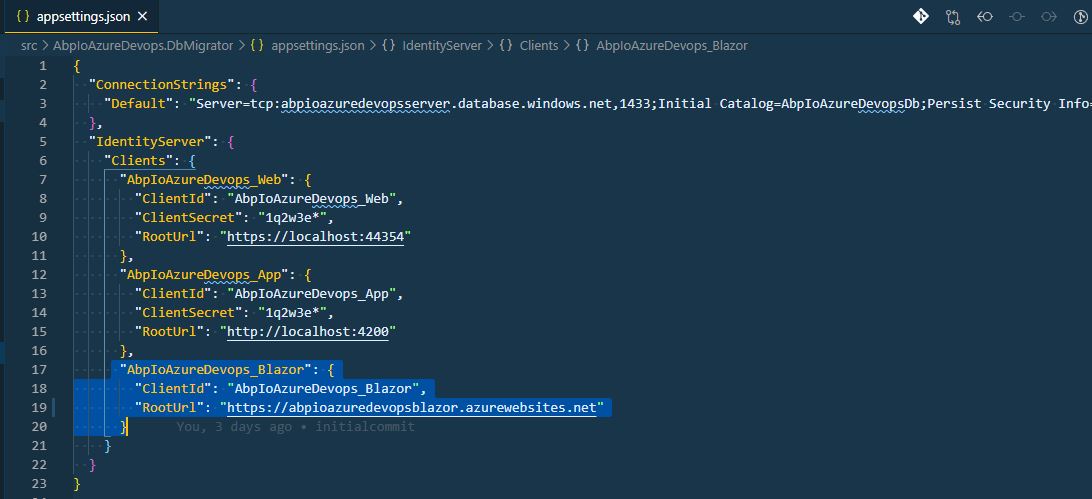 { } appsettings.json ×
src > AbpIoAzureDevops.DbMigrator > { } appsettings.json > { } IdentityServer > { } Clients > { } AbpIoAzureDevops_Blazor
1 {
2 "ConnectionStrings": {
3 "Default": "Server=tcp:abpioazuredevopsserver.database.windows.net,1433;Initial Catalog=AbpIoAzureDevopsDb;Persist Security Info=
4 },
5 "IdentityServer": {
6 "Clients": {
7 "AbpIoAzureDevops_Web": {
8 "ClientId": "AbpIoAzureDevops_Web",
9 "ClientSecret": "1q2w3e*",
10 "RootUrl": "https://localhost:44354"
11 },
12 "AbpIoAzureDevops_App": {
13 "ClientId": "AbpIoAzureDevops_App",
14 "ClientSecret": "1q2w3e*",
15 "RootUrl": "http://localhost:4200"
16 },
17 "AbpIoAzureDevops_Blazor": {
18 "ClientId": "AbpIoAzureDevops_Blazor",
19 "RootUrl": "https://abpioazuredevopsblazor.azurewebsites.net"
20 } You, 3 days ago • initialcommit
21 }
22 }
23 }